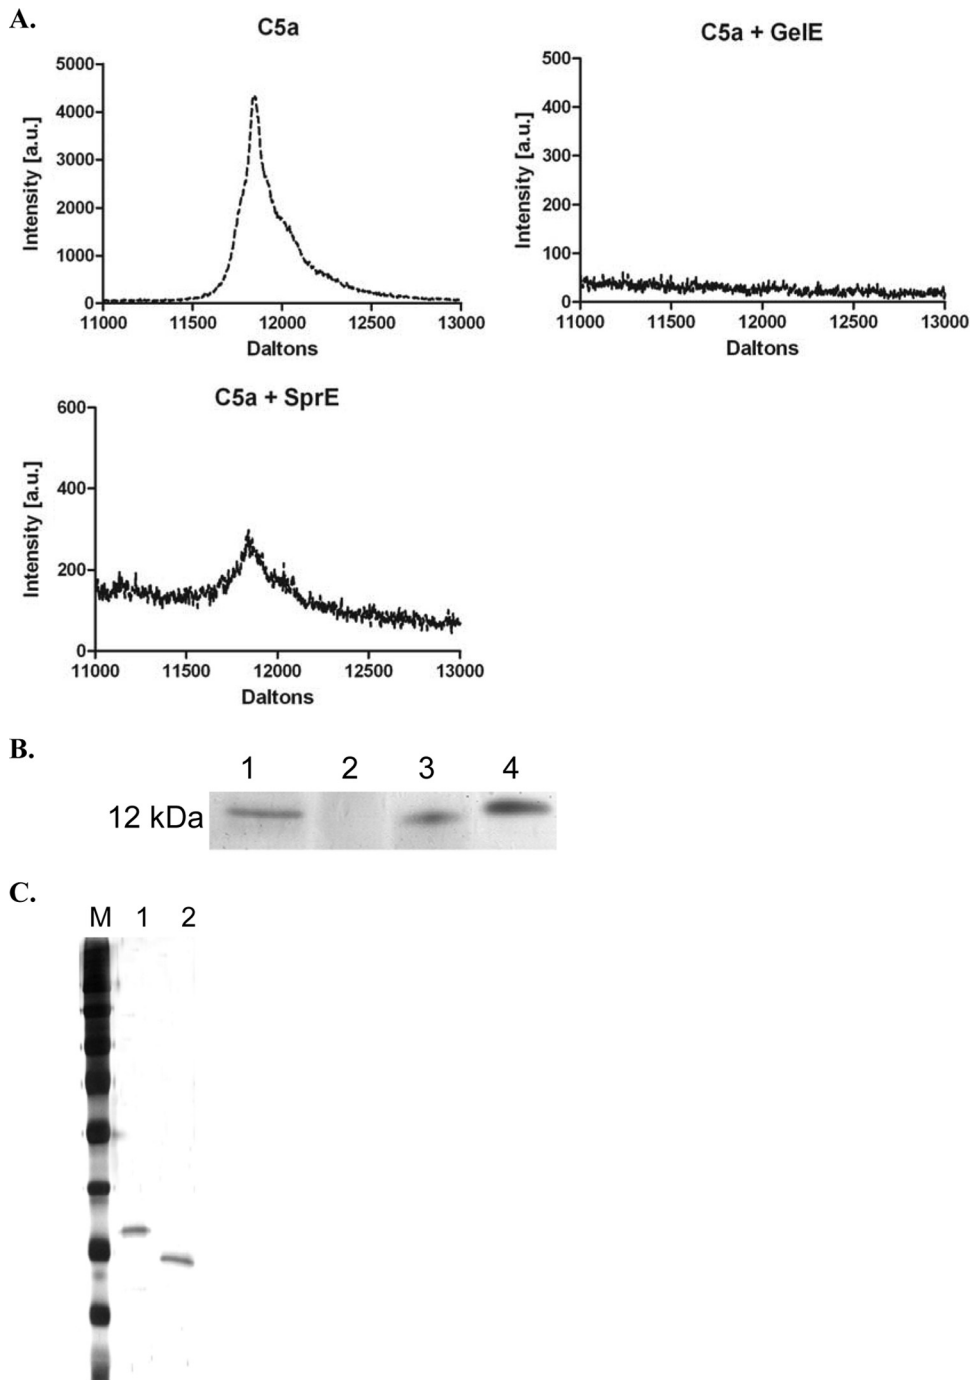 A.
C5a
5000
4000
3000
2000
1000
0
Intensity [a.u.]
11000 11500 12000 12500 13000
Daltons
C5a + GelE
500
400
300
200
100
0
Intensity [a.u.]
11000 11500 12000 12500 13000
Daltons
C5a + SprE
600
400
200
0
Intensity [a.u.]
11000 11500 12000 12500 13000
Daltons
B.
1 2 3 4
12 kDa
C.
M 1 2